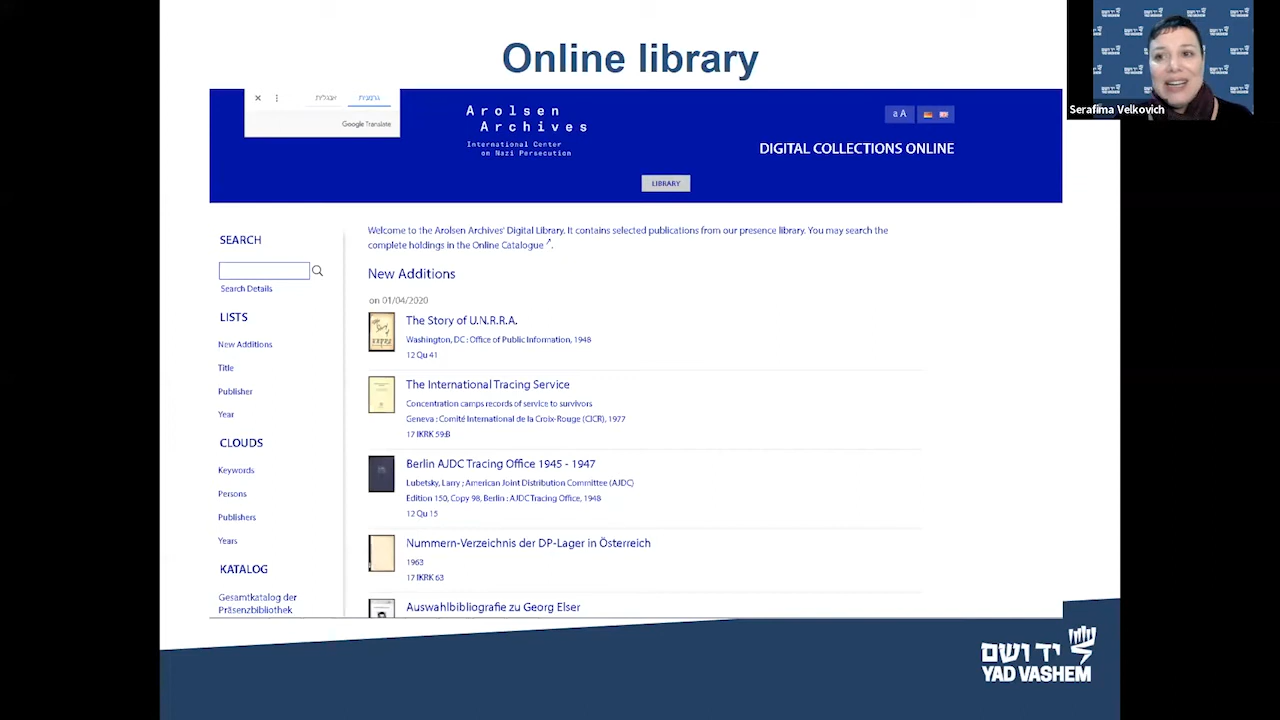 Online library
אנגלית
גרמנית
Google Translate
Arolsen
Archives
International Center
on Nazi Persecution
a A
DIGITAL COLLECTIONS ONLINE
LIBRARY
SEARCH
Search Details
LISTS
New Additions
Title
Publisher
Year
CLOUDS
Keywords
Persons
Publishers
Years
KATALOG
Gesamtkatalog der
Präsenzbibliothek
Welcome to the Arolsen Archives' Digital Library. It contains selected publications from our presence library. You may search the
complete holdings in the Online Catalogue .
New Additions
on 01/04/2020
The Story of U.N.R.R.A.
Washington, DC : Office of Public Information, 1948
12 Qu 41
The International Tracing Service
Concentration camps records of service to survivors
Geneva : Comité International de la Croix-Rouge (CICR), 1977
17 IKRK 59:B
Berlin AJDC Tracing Office 1945 - 1947
Lubetsky, Larry ; American Joint Distribution Committee (AJDC)
Edition 150, Copy 98, Berlin : AJDC Tracing Office, 1948
12 Qu 15
Nummern-Verzeichnis der DP-Lager in Österreich
1963
17 IKRK 63
Auswahlbibliografie zu Georg Elser
יד ושם
YAD VASHEM
Serafima Velkovich